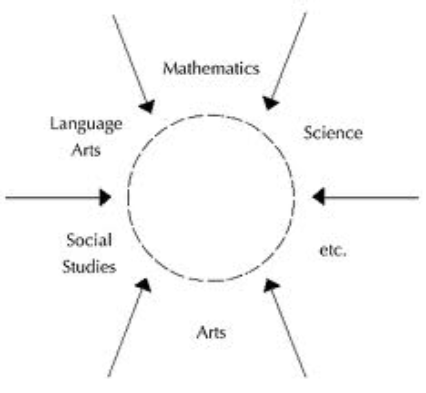 Mathematics
Language
Arts
Science
Social
Studies
etc.
Arts